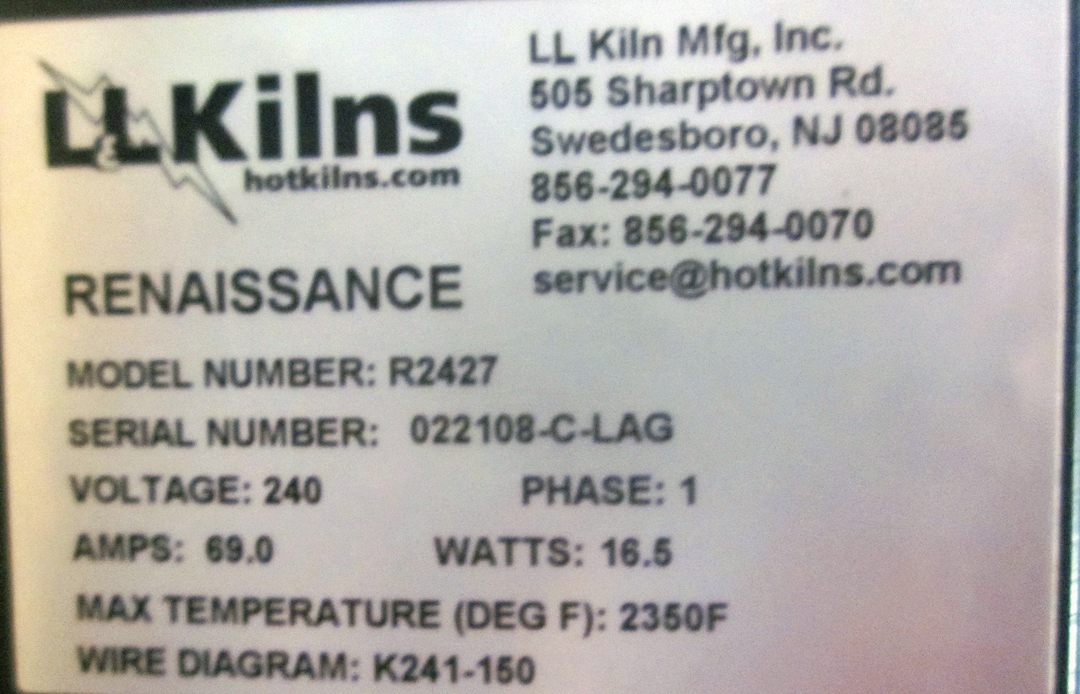 L&L Kilns
hotkilns.com
LL Kiln Mfg, Inc.
505 Sharptown Rd.
Swedesboro, NJ 08085
856-294-0077
Fax: 856-294-0070
service@hotkilns.com
RENAISSANCE
MODEL NUMBER: R2427
SERIAL NUMBER: 022108-C-LAG
VOLTAGE: 240 PHASE: 1
AMPS: 69.0 WATTS: 16.5
MAX TEMPERATURE (DEG F): 2350F
WIRE DIAGRAM: K241-150